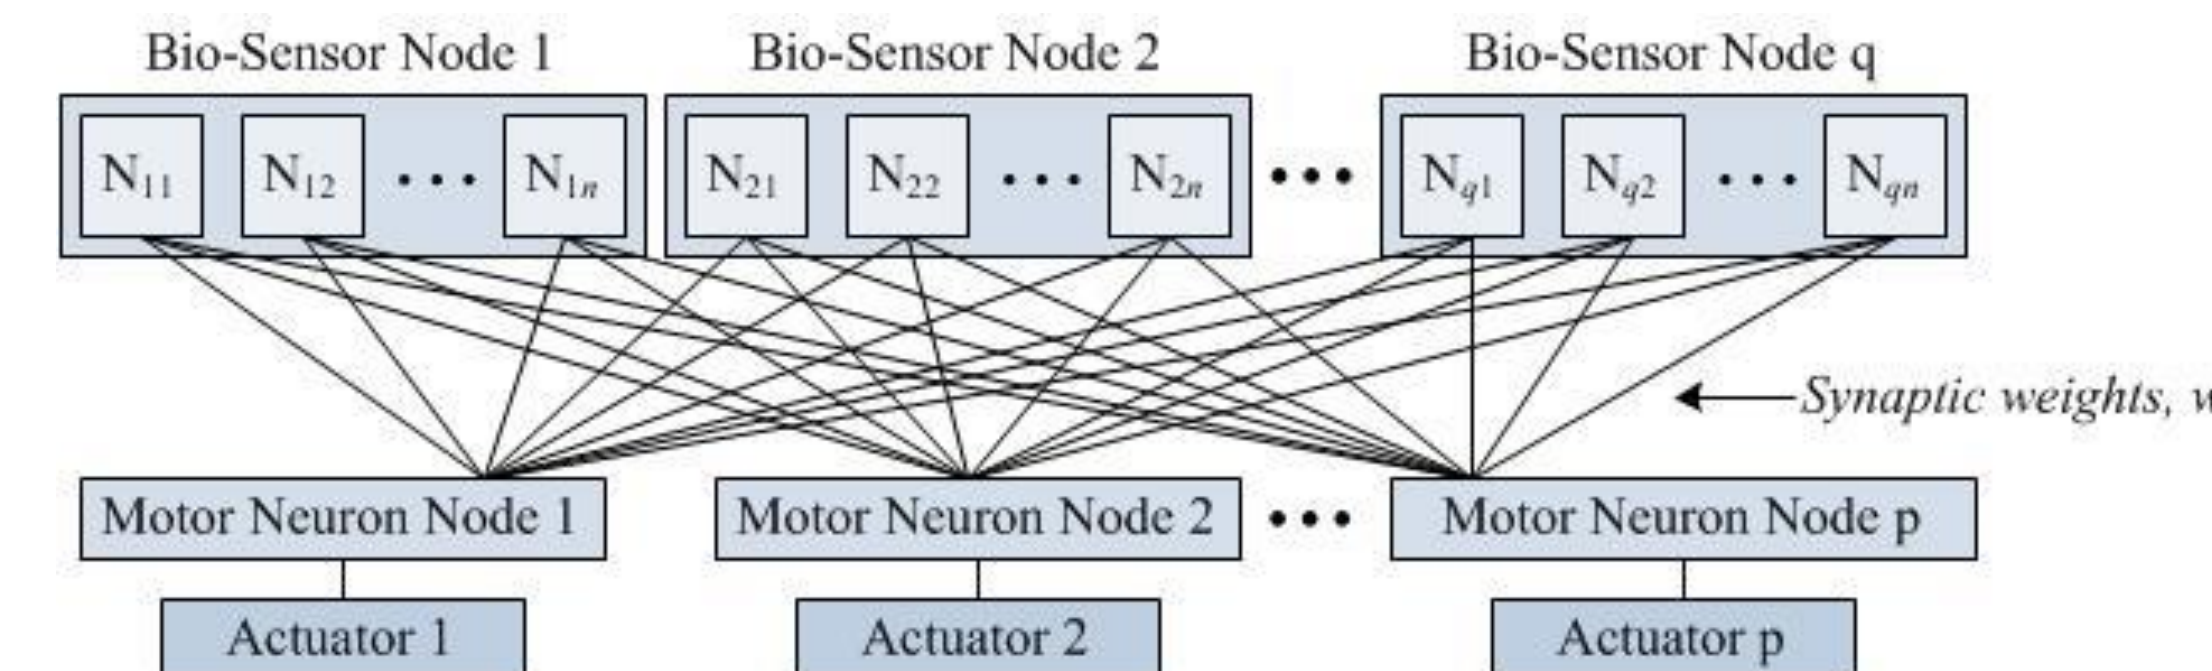 Bio-Sensor Node 1 Bio-Sensor Node 2 Bio-Sensor Node q
N11 N12 ••• N1n N21 N22 ••• N2n ••• Nq1 Nq2 ••• Nqn
Synaptic weights, w
Motor Neuron Node 1 Motor Neuron Node 2 ••• Motor Neuron Node p
Actuator 1 Actuator 2 Actuator p